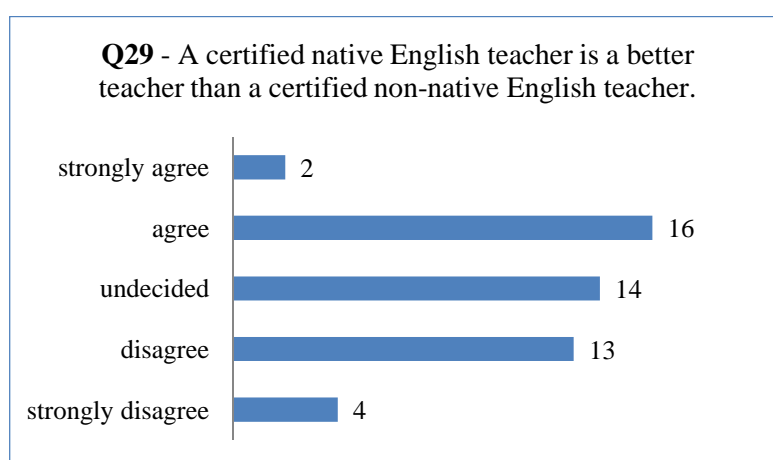 Q29 - A certified native English teacher is a better
teacher than a certified non-native English teacher.
strongly agree 2
agree 16
undecided 14
disagree 13
strongly disagree 4